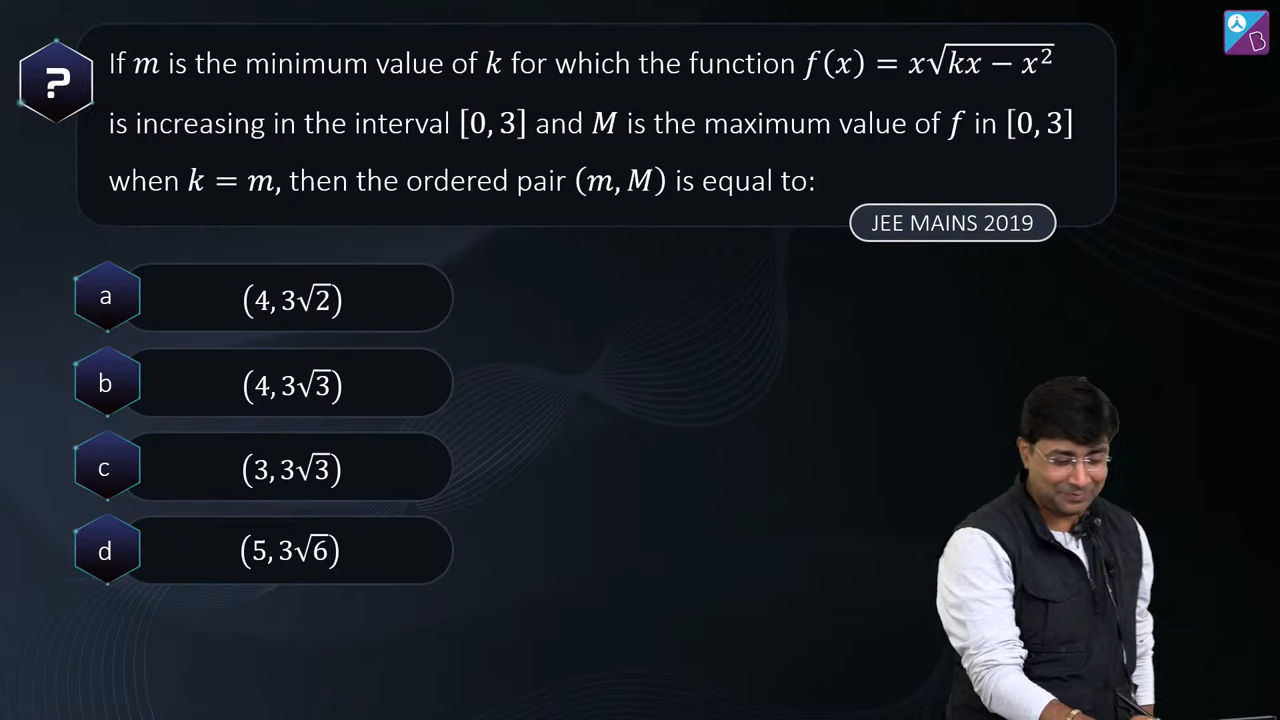 ?
If m is the minimum value of k for which the function f(x) = x√(kx − x²)
is increasing in the interval [0, 3] and M is the maximum value of f in [0, 3]
when k = m, then the ordered pair (m, M) is equal to:
JEE MAINS 2019
a (4, 3√2)
b (4, 3√3)
c (3, 3√3)
d (5, 3√6)
B